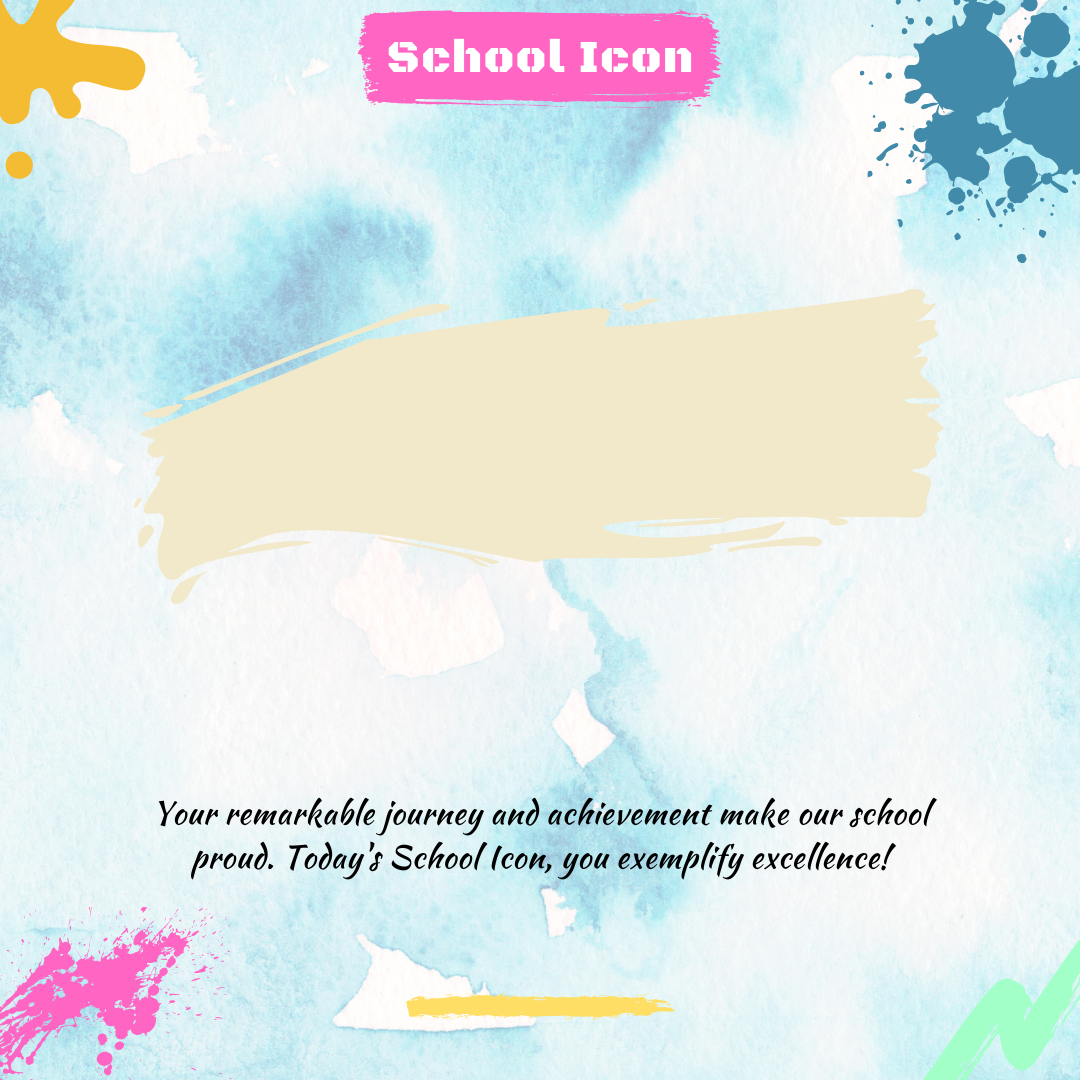 School Icon
Your remarkable journey and achievement make our school
proud. Today's School Icon, you exemplify excellence!